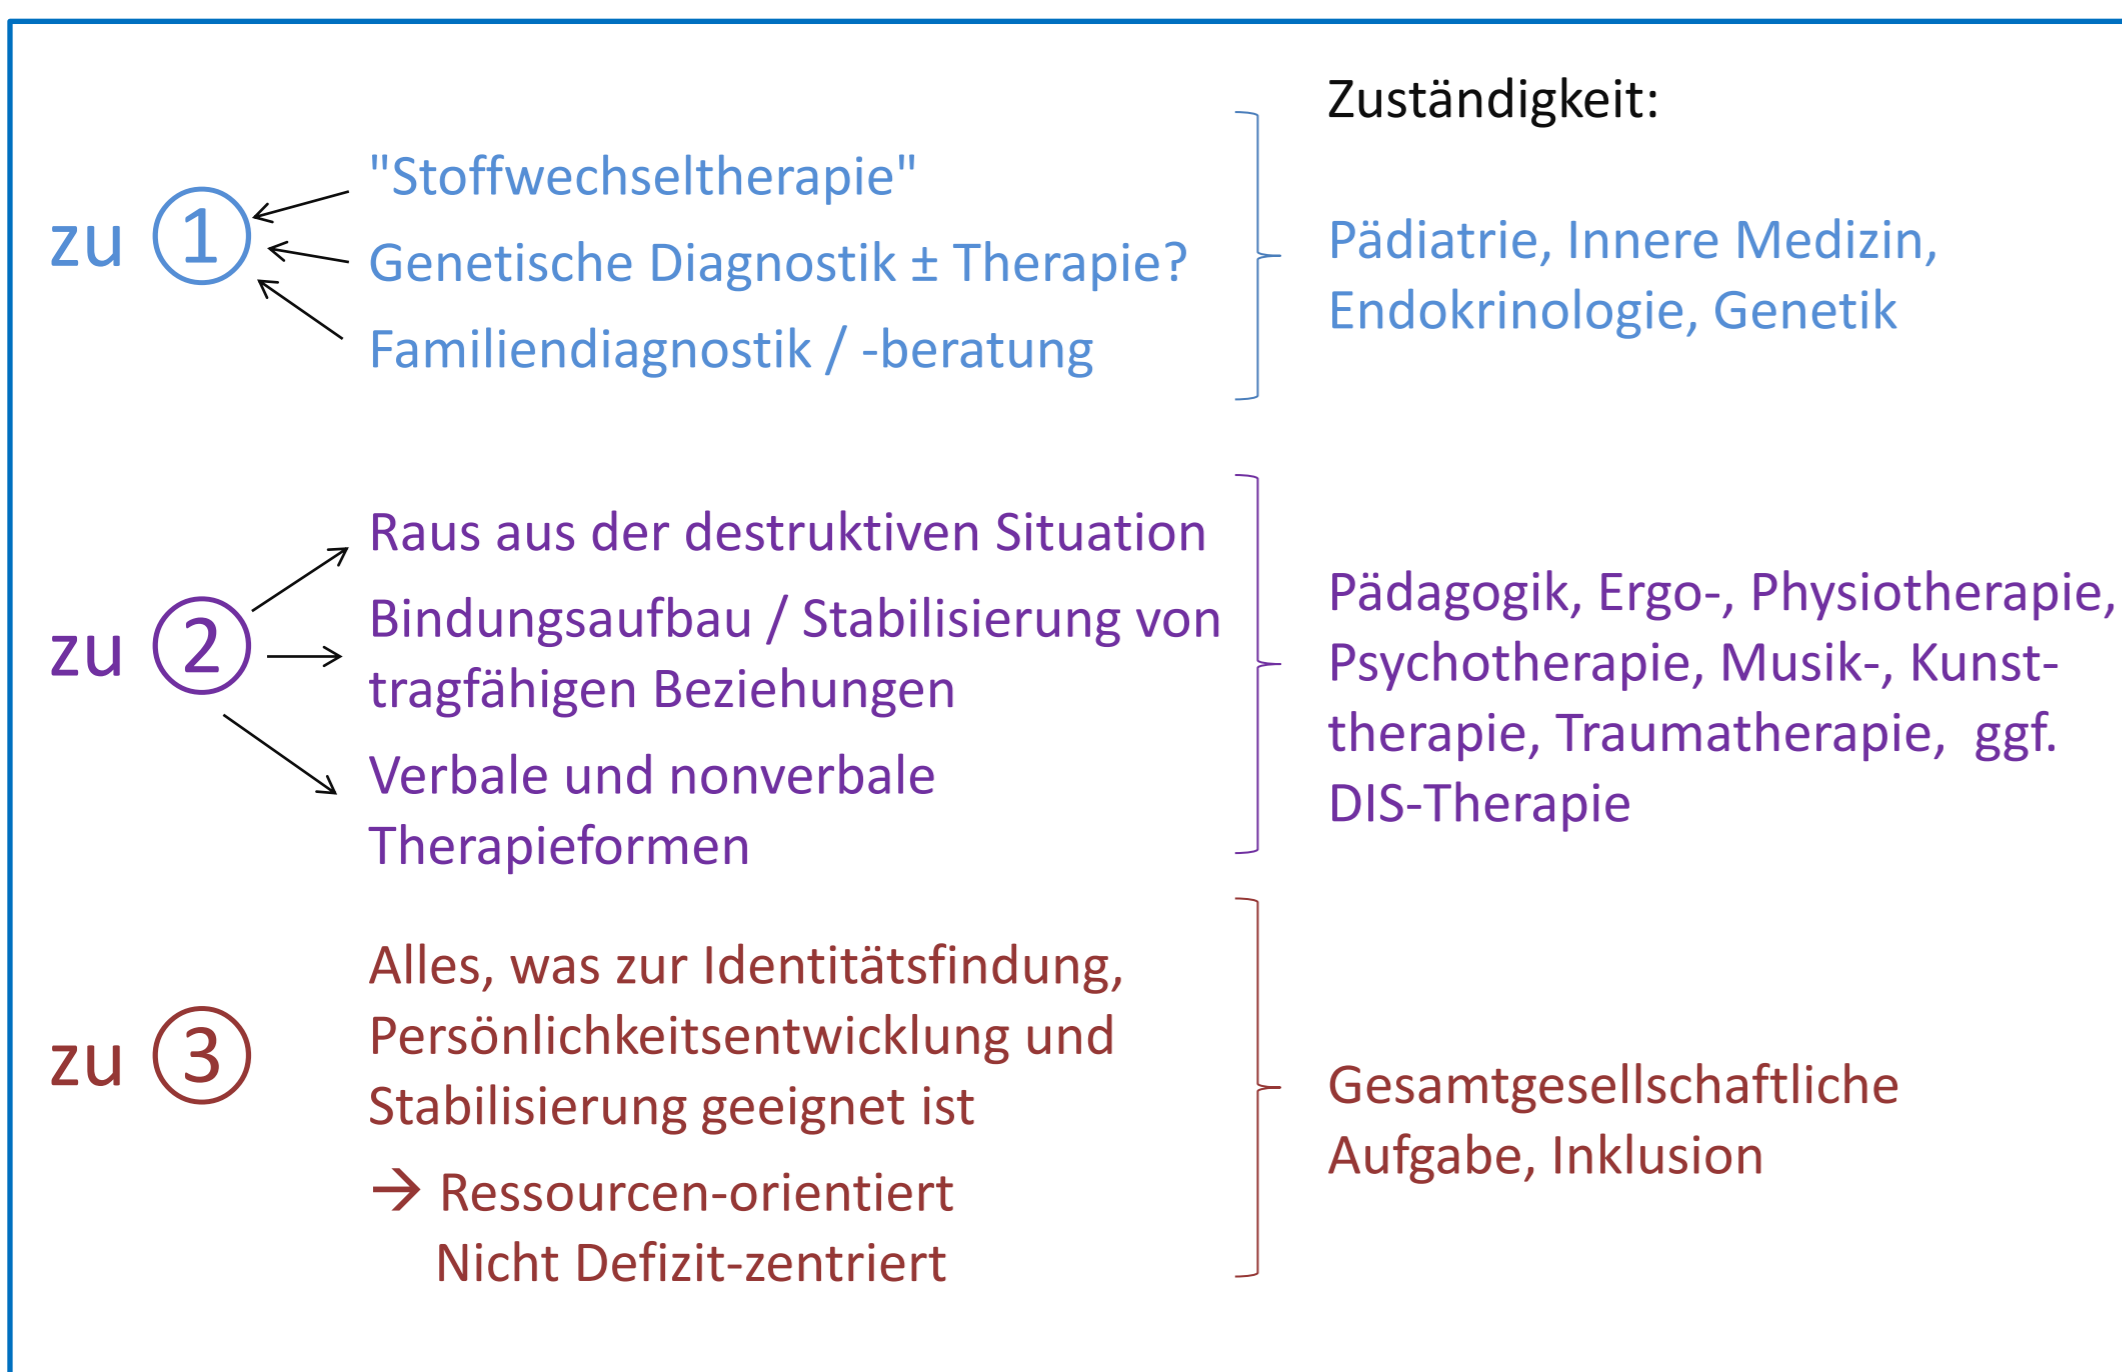 Zuständigkeit:
zu ①
"Stoffwechseltherapie"
Genetische Diagnostik ± Therapie?
Familiendiagnostik / -beratung
Pädiatrie, Innere Medizin,
Endokrinologie, Genetik
zu ②
Raus aus der destruktiven Situation
Bindungsaufbau / Stabilisierung von
tragfähigen Beziehungen
Verbale und nonverbale
Therapieformen
Pädagogik, Ergo-, Physiotherapie,
Psychotherapie, Musik-, Kunst-
therapie, Traumatherapie, ggf.
DIS-Therapie
zu ③
Alles, was zur Identitätsfindung,
Persönlichkeitsentwicklung und
Stabilisierung geeignet ist
→ Ressourcen-orientiert
Nicht Defizit-zentriert
Gesamtgesellschaftliche
Aufgabe, Inklusion